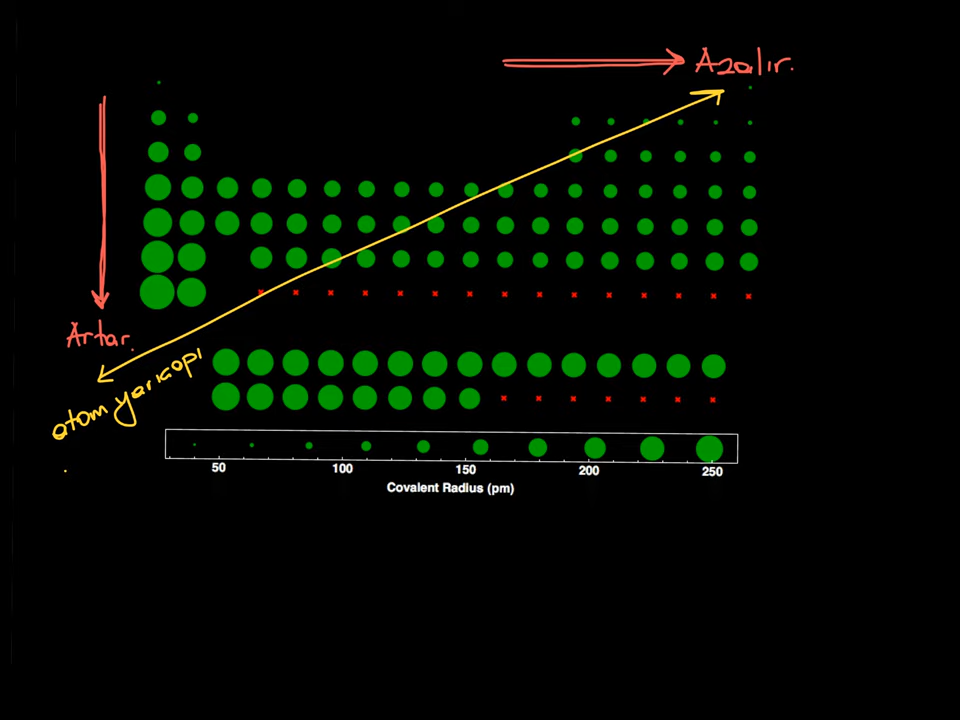 Azalır.
Artar.
atom yarıçapı
50 100 150 200 250
Covalent Radius (pm)